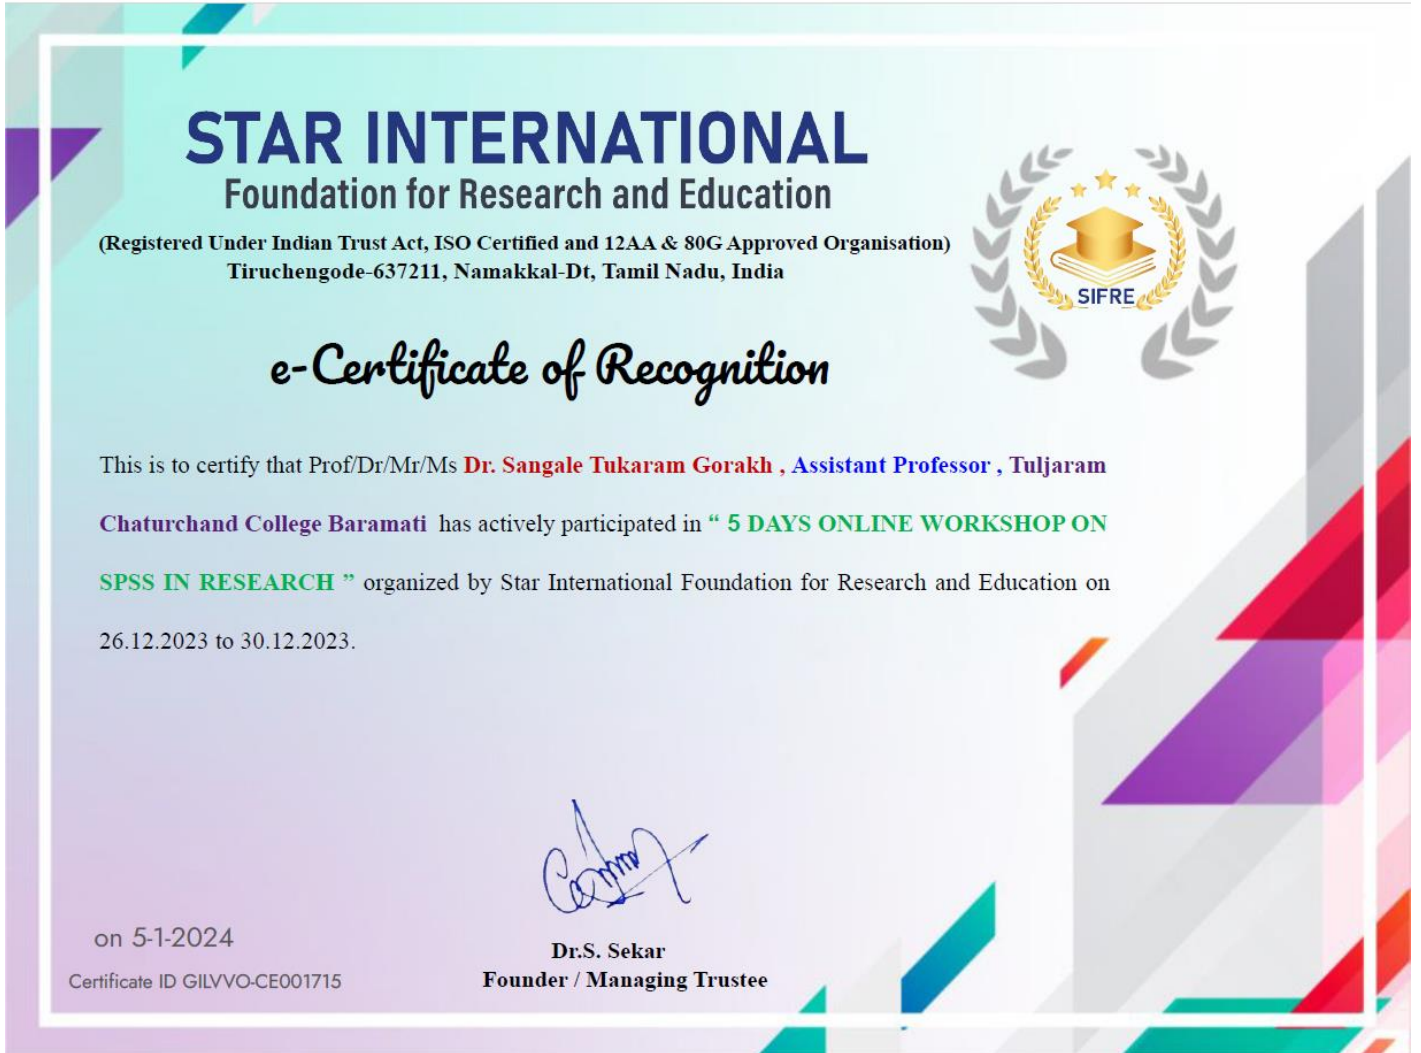 STAR INTERNATIONAL
Foundation for Research and Education
(Registered Under Indian Trust Act, ISO Certified and 12AA & 80G Approved Organisation)
Tiruchengode-637211, Namakkal-Dt, Tamil Nadu, India
SIFRE
e-Certificate of Recognition
This is to certify that Prof/Dr/Mr/Ms Dr. Sangale Tukaram Gorakh , Assistant Professor , Tuljaram
Chaturchand College Baramati has actively participated in “ 5 DAYS ONLINE WORKSHOP ON
SPSS IN RESEARCH ” organized by Star International Foundation for Research and Education on
26.12.2023 to 30.12.2023.
on 5-1-2024
Certificate ID GILVVO-CE001715
Dr.S. Sekar
Founder / Managing Trustee